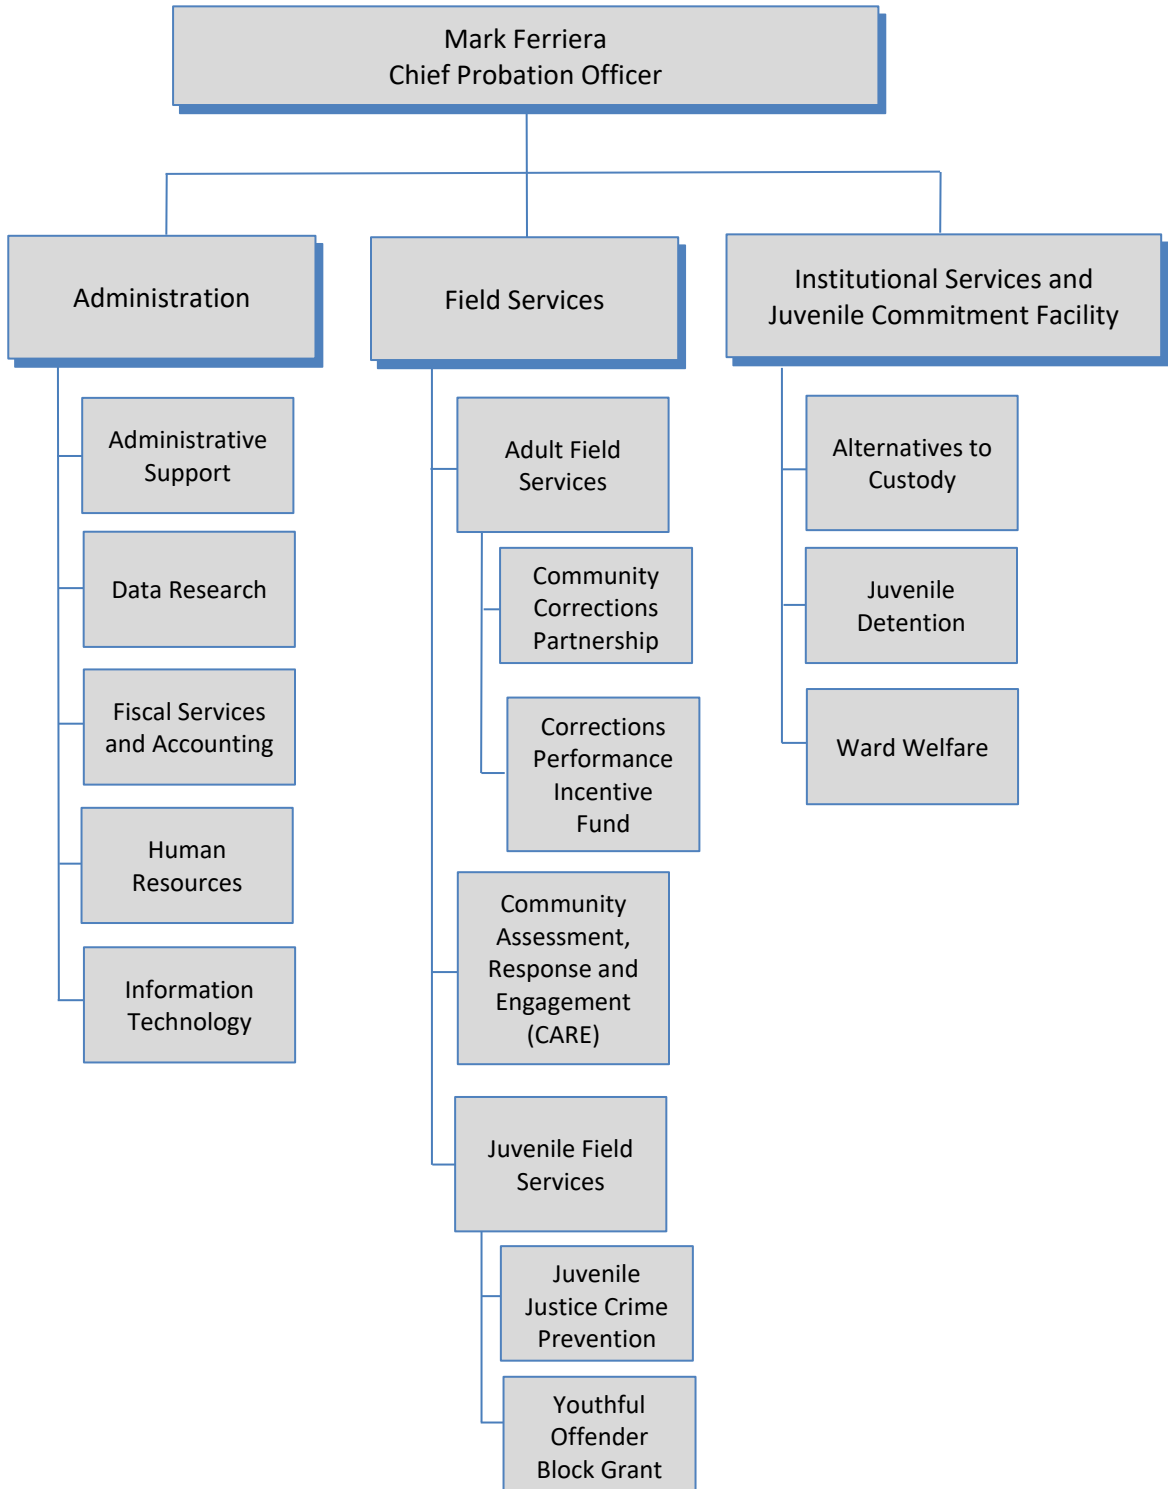 Mark Ferriera
Chief Probation Officer
Administration
Administrative
Support
Data Research
Fiscal Services
and Accounting
Human
Resources
Information
Technology
Field Services
Adult Field
Services
Community
Corrections
Partnership
Corrections
Performance
Incentive
Fund
Community
Assessment,
Response and
Engagement
(CARE)
Juvenile Field
Services
Juvenile
Justice Crime
Prevention
Youthful
Offender
Block Grant
Institutional Services and
Juvenile Commitment Facility
Alternatives to
Custody
Juvenile
Detention
Ward Welfare